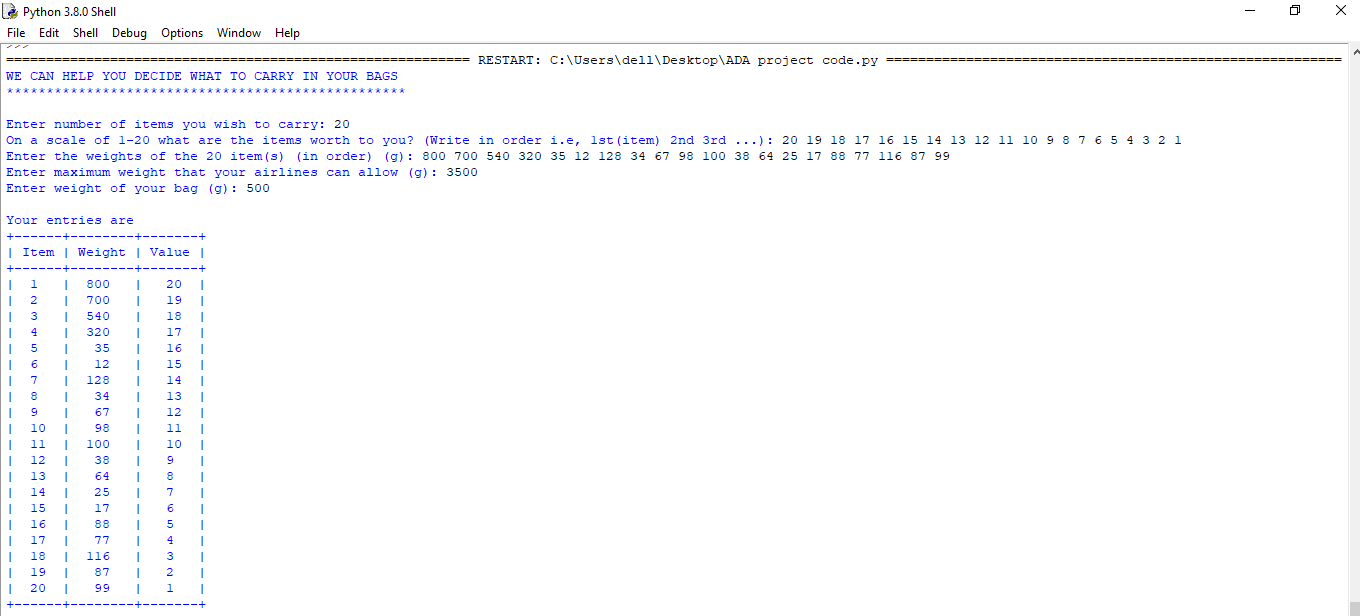 Python 3.8.0 Shell
File Edit Shell Debug Options Window Help
>>>
========================================================== RESTART: C:\Users\dell\Desktop\ADA project code.py =========================================================
WE CAN HELP YOU DECIDE WHAT TO CARRY IN YOUR BAGS
**************************************************
Enter number of items you wish to carry: 20
On a scale of 1-20 what are the items worth to you? (Write in order i.e, 1st(item) 2nd 3rd ...): 20 19 18 17 16 15 14 13 12 11 10 9 8 7 6 5 4 3 2 1
Enter the weights of the 20 item(s) (in order) (g): 800 700 540 320 35 12 128 34 67 98 100 38 64 25 17 88 77 116 87 99
Enter maximum weight that your airlines can allow (g): 3500
Enter weight of your bag (g): 500
Your entries are
+------+--------+-------+
| Item | Weight | Value |
+------+--------+-------+
| 1 | 800 | 20 |
| 2 | 700 | 19 |
| 3 | 540 | 18 |
| 4 | 320 | 17 |
| 5 | 35 | 16 |
| 6 | 12 | 15 |
| 7 | 128 | 14 |
| 8 | 34 | 13 |
| 9 | 67 | 12 |
| 10 | 98 | 11 |
| 11 | 100 | 10 |
| 12 | 38 | 9 |
| 13 | 64 | 8 |
| 14 | 25 | 7 |
| 15 | 17 | 6 |
| 16 | 88 | 5 |
| 17 | 77 | 4 |
| 18 | 116 | 3 |
| 19 | 87 | 2 |
| 20 | 99 | 1 |
+------+--------+-------+